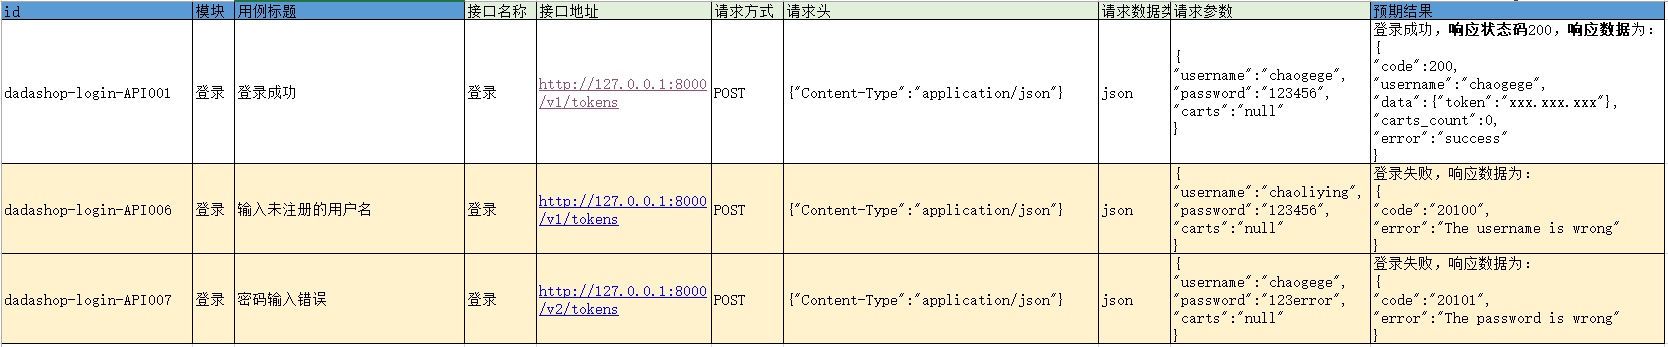 id 模块 用例标题 接口名称 接口地址 请求方式 请求头 请求数据类 请求参数 预期结果
dadashop-login-API001 登录 登录成功 登录
http://127.0.0.1:8000
/v1/tokens
POST {"Content-Type":"application/json"} json
{
"username":"chaogege",
"password":"123456",
"carts":"null"
}
登录成功，响应状态码200，响应数据为：
{
"code":200,
"username":"chaogege",
"data":{"token":"xxx.xxx.xxx"},
"carts_count":0,
"error":"success"
}
dadashop-login-API006 登录 输入未注册的用户名 登录
http://127.0.0.1:8000
/v1/tokens
POST {"Content-Type":"application/json"} json
{
"username":"chaoliying",
"password":"123456",
"carts":"null"
}
登录失败，响应数据为：
{
"code":"20100",
"error":"The username is wrong"
}
dadashop-login-API007 登录 密码输入错误 登录
http://127.0.0.1:8000
/v2/tokens
POST {"Content-Type":"application/json"} json
{
"username":"chaogege",
"password":"123error",
"carts":"null"
}
登录失败，响应数据为：
{
"code":"20101",
"error":"The password is wrong"
}